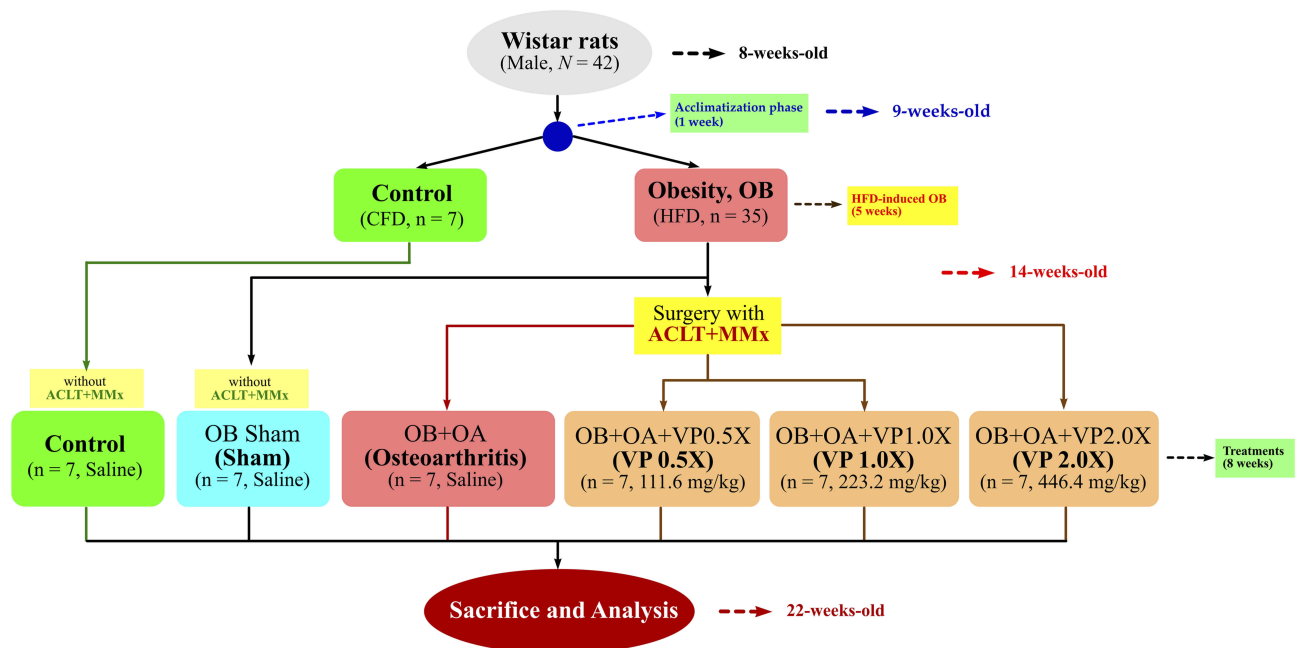 Wistar rats
(Male, N = 42)
8-weeks-old
Acclimatization phase
(1 week)
9-weeks-old
Control
(CFD, n = 7)
Obesity, OB
(HFD, n = 35)
HFD-induced OB
(5 weeks)
14-weeks-old
Surgery with
ACLT+MMx
without
ACLT+MMx
without
ACLT+MMx
Control
(n = 7, Saline)
OB Sham
(Sham)
(n = 7, Saline)
OB+OA
(Osteoarthritis)
(n = 7, Saline)
OB+OA+VP0.5X
(VP 0.5X)
(n = 7, 111.6 mg/kg)
OB+OA+VP1.0X
(VP 1.0X)
(n = 7, 223.2 mg/kg)
OB+OA+VP2.0X
(VP 2.0X)
(n = 7, 446.4 mg/kg)
Treatments
(8 weeks)
Sacrifice and Analysis
22-weeks-old